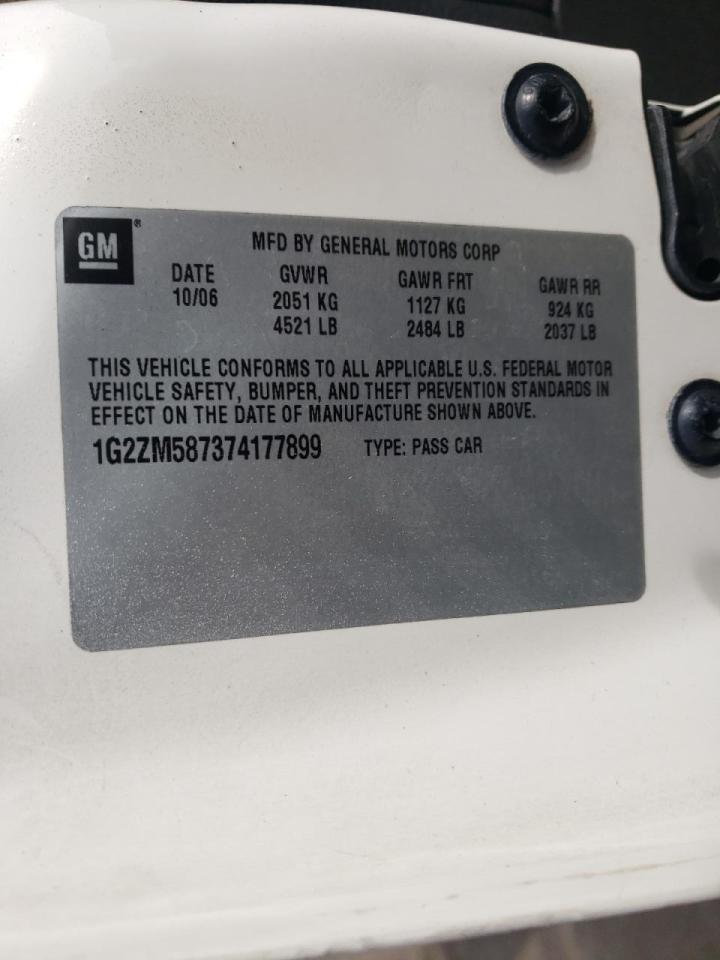 GM ®
MFD BY GENERAL MOTORS CORP
DATE GVWR GAWR FRT GAWR RR
10/06 2051 KG 1127 KG 924 KG
4521 LB 2484 LB 2037 LB
THIS VEHICLE CONFORMS TO ALL APPLICABLE U.S. FEDERAL MOTOR
VEHICLE SAFETY, BUMPER, AND THEFT PREVENTION STANDARDS IN
EFFECT ON THE DATE OF MANUFACTURE SHOWN ABOVE.
1G2ZM587374177899 TYPE: PASS CAR